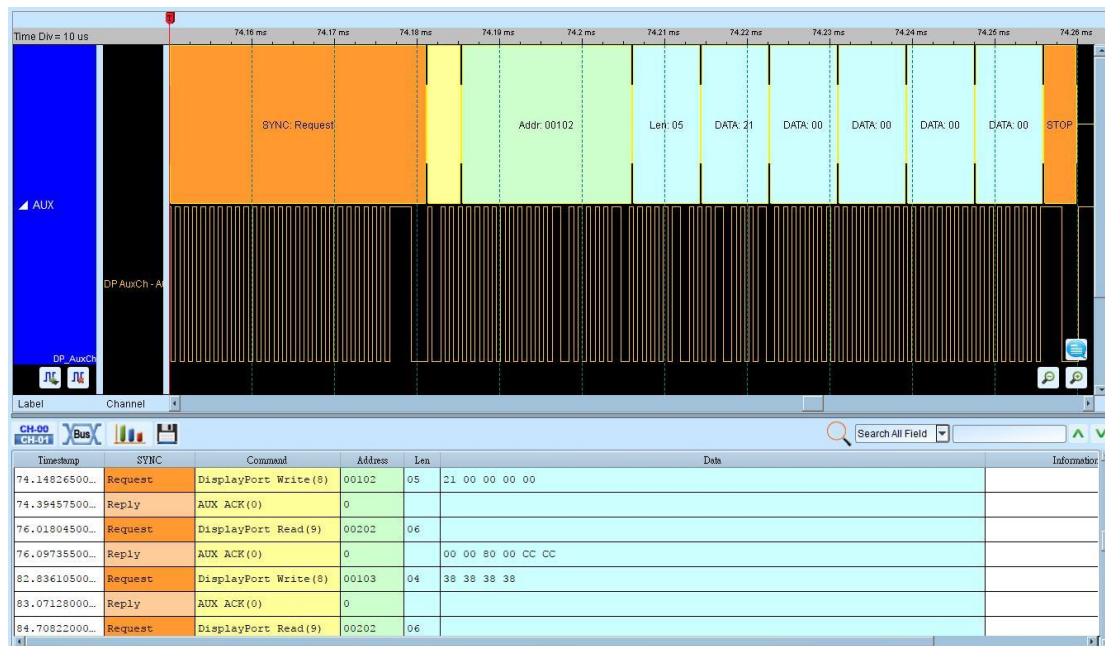 Time Div = 10 us
74.16 ms 74.17 ms 74.18 ms 74.19 ms 74.2 ms 74.21 ms 74.22 ms 74.23 ms 74.24 ms 74.25 ms 74.26 ms
SYNC: Request Addr: 00102 Len: 05 DATA: 21 DATA: 00 DATA: 00 DATA: 00 DATA: 00 STOP
AUX
DP AuxCh - A
DP_AuxCh
Label Channel
CH-00
CH-01 Bus Search All Field
Timestamp SYNC Command Address Len Data Information
74.14826500... Request DisplayPort Write(8) 00102 05 21 00 00 00 00
74.39457500... Reply AUX ACK(0) 0
76.01804500... Request DisplayPort Read(9) 00202 06
76.09735500... Reply AUX ACK(0) 0 00 00 80 00 CC CC
82.83610500... Request DisplayPort Write(8) 00103 04 38 38 38 38
83.07128000... Reply AUX ACK(0) 0
84.70822000... Request DisplayPort Read(9) 00202 06